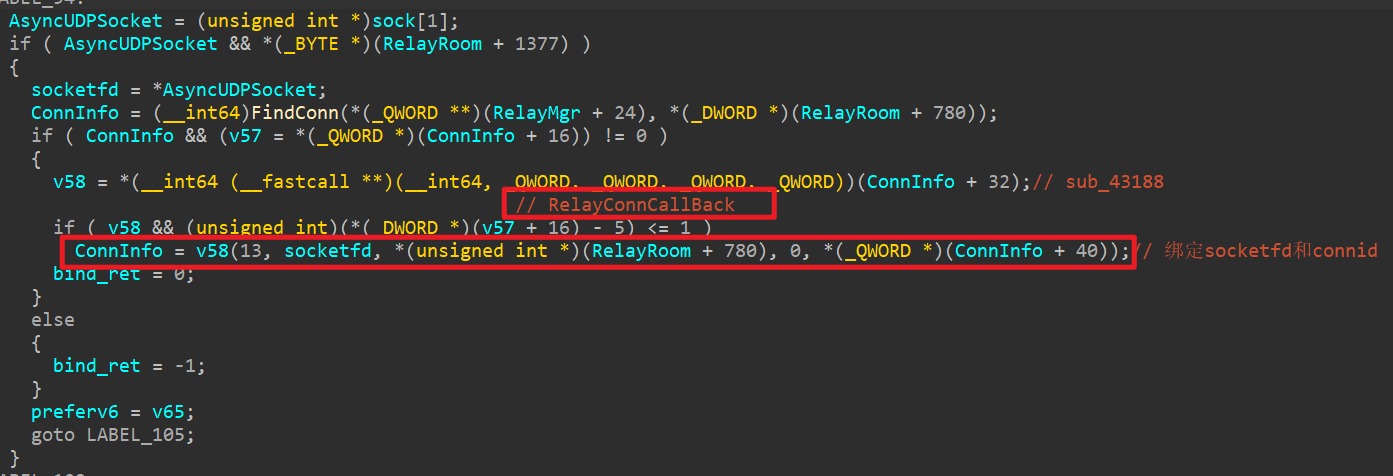 AsyncUDPSocket = (unsigned int *)sock[1];
if ( AsyncUDPSocket && *(_BYTE *)(RelayRoom + 1377) )
{
socketfd = *AsyncUDPSocket;
ConnInfo = (__int64)FindConn(*(_QWORD **)(RelayMgr + 24), *(_DWORD *)(RelayRoom + 780));
if ( ConnInfo && (v57 = *(_QWORD *)(ConnInfo + 16)) != 0 )
{
v58 = *(__int64 (__fastcall **)(__int64, _QWORD, _QWORD, _QWORD, _QWORD))(ConnInfo + 32);// sub_43188
// RelayConnCallBack
if ( v58 && (unsigned int)(*(_DWORD *)(v57 + 16) - 5) <= 1 )
ConnInfo = v58(13, socketfd, *(unsigned int *)(RelayRoom + 780), 0, *(_QWORD *)(ConnInfo + 40));// 绑定socketfd和connid
bind_ret = 0;
}
else
{
bind_ret = -1;
}
preferv6 = v65;
goto LABEL_105;
}